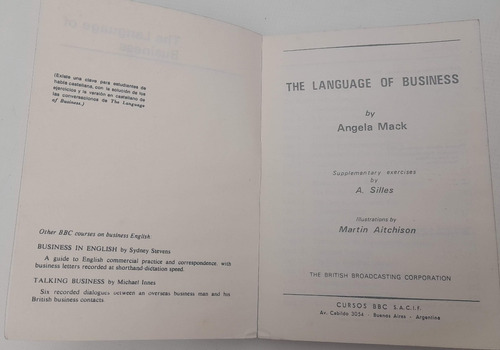 (Existe una clave para estudiantes de
habla castellana, con la solución de los
ejercicios y la versión en castellano de
las conversaciones de The Language
of Business.)
Other BBC courses on business English
BUSINESS IN ENGLISH by Sydney Stevens
A guide to English commercial practice and correspondence with
business letters recorded at shorthand-dictation speed.
TALKING BUSINESS by Michael Innes
Six recorded dialogues between an overseas business man and his
British business contacts.
THE LANGUAGE OF BUSINESS
by
Angela Mack
Supplementary exercises
by
A. Silles
Illustrations by
Martin Aitchison
THE BRITISH BROADCASTING CORPORATION
CURSOS BBC S.A.C.I.F.
Av. Cabildo 3054 - Buenos Aires - Argentina